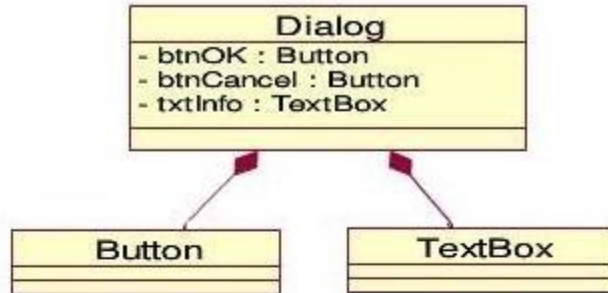 Dialog
- btnOK : Button
- btnCancel : Button
- txtInfo : TextBox
Button
TextBox